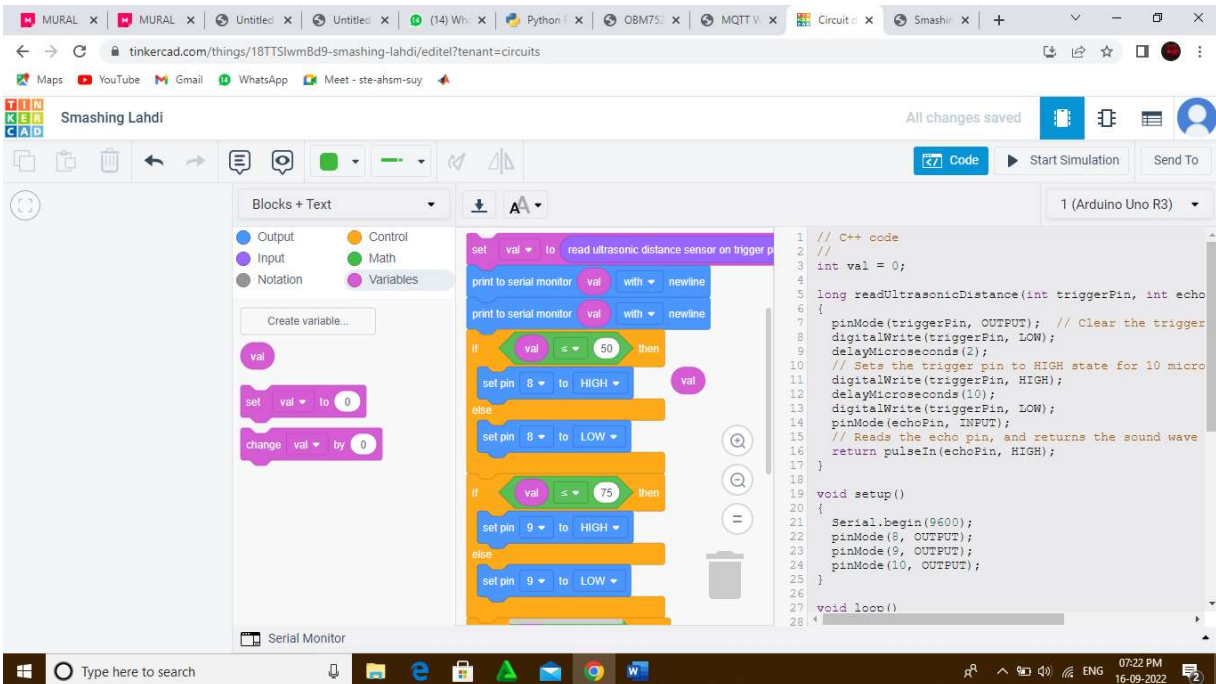 MURAL
MURAL
Untitled
Untitled
(14) Wh
Python
OBM752
MQTT
Circuit
Smashin
tinkercad.com/things/18TTSlwmBd9-smashing-lahdi/editel?tenant=circuits
Maps YouTube Gmail WhatsApp Meet - ste-ahsm-suy
TINKERCAD
Smashing Lahdi
All changes saved
Code Start Simulation Send To
Blocks + Text
1 (Arduino Uno R3)
Output Control
Input Math
Notation Variables
Create variable...
val
set val to 0
change val by 0
set val to read ultrasonic distance sensor on trigger p
print to serial monitor val with newline
print to serial monitor val with newline
if val ≤ 50 then
set pin 8 to HIGH
val
else
set pin 8 to LOW
if val ≤ 75 then
set pin 9 to HIGH
else
set pin 9 to LOW
1 // C++ code
2 //
3 int val = 0;
4
5 long readUltrasonicDistance(int triggerPin, int echo
6 {
7 pinMode(triggerPin, OUTPUT); // Clear the trigger
8 digitalWrite(triggerPin, LOW);
9 delayMicroseconds(2);
10 // Sets the trigger pin to HIGH state for 10 micro
11 digitalWrite(triggerPin, HIGH);
12 delayMicroseconds(10);
13 digitalWrite(triggerPin, LOW);
14 pinMode(echoPin, INPUT);
15 // Reads the echo pin, and returns the sound wave
16 return pulseIn(echoPin, HIGH);
17 }
18
19 void setup()
20 {
21 Serial.begin(9600);
22 pinMode(8, OUTPUT);
23 pinMode(9, OUTPUT);
24 pinMode(10, OUTPUT);
25 }
26
27 void loop()
28
Serial Monitor
Type here to search
ENG
07:22 PM
16-09-2022
2